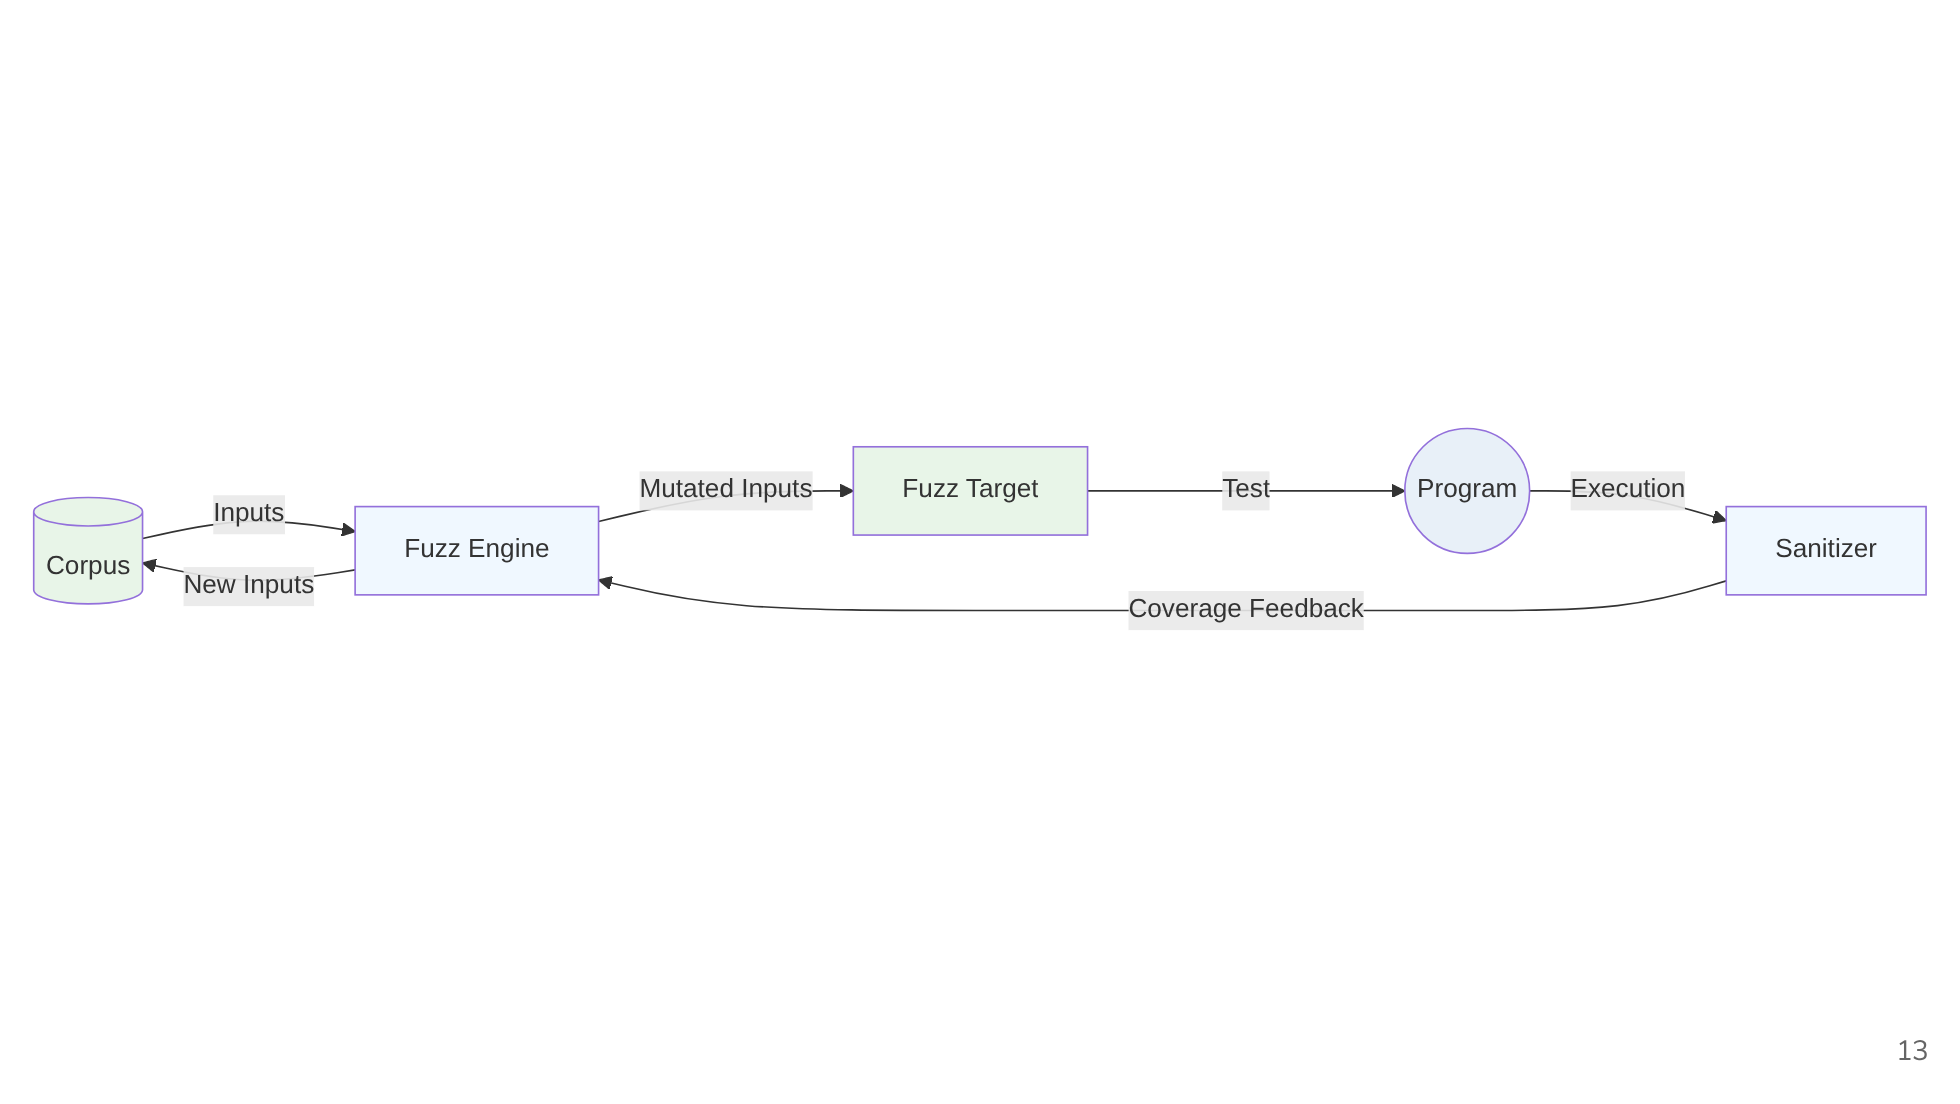 Inputs
Corpus
New Inputs
Fuzz Engine
Mutated Inputs
Fuzz Target
Test
Program
Execution
Sanitizer
Coverage Feedback
13